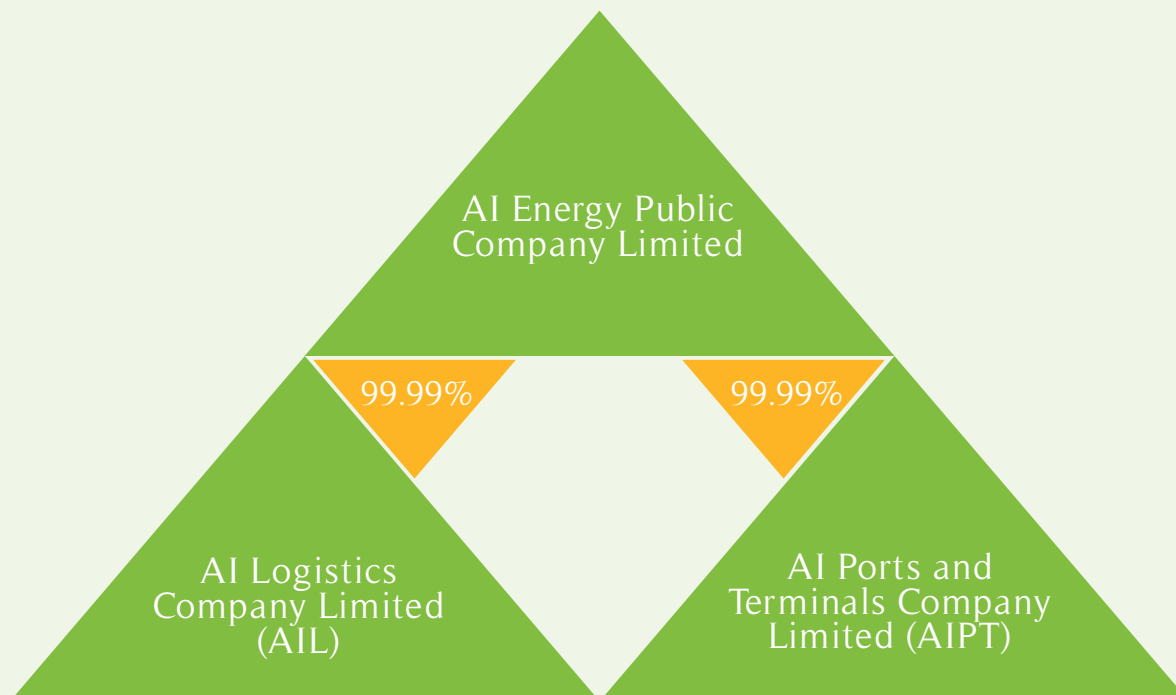 AI Energy Public
Company Limited
99.99%
99.99%
AI Logistics
Company Limited
(AIL)
AI Ports and
Terminals Company
Limited (AIPT)